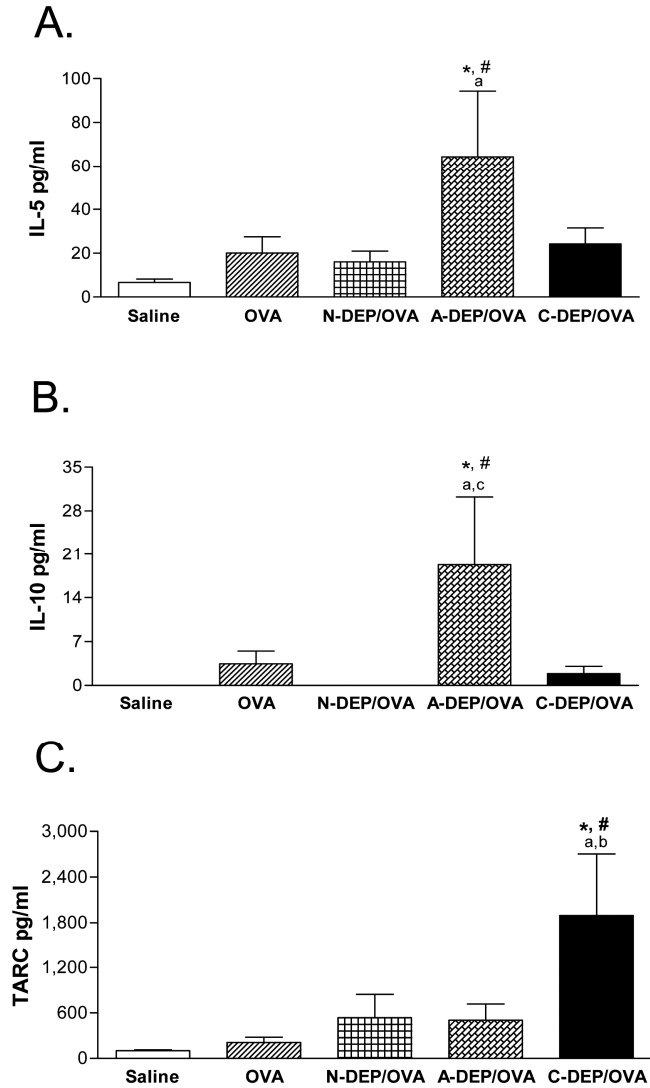 A.
*, #
a
100
80
60
40
20
0
IL-5 pg/ml
Saline OVA N-DEP/OVA A-DEP/OVA C-DEP/OVA
B.
*, #
a,c
35
28
21
14
7
0
IL-10 pg/ml
Saline OVA N-DEP/OVA A-DEP/OVA C-DEP/OVA
C.
*, #
a,b
3,000
2,400
1,800
1,200
600
0
TARC pg/ml
Saline OVA N-DEP/OVA A-DEP/OVA C-DEP/OVA